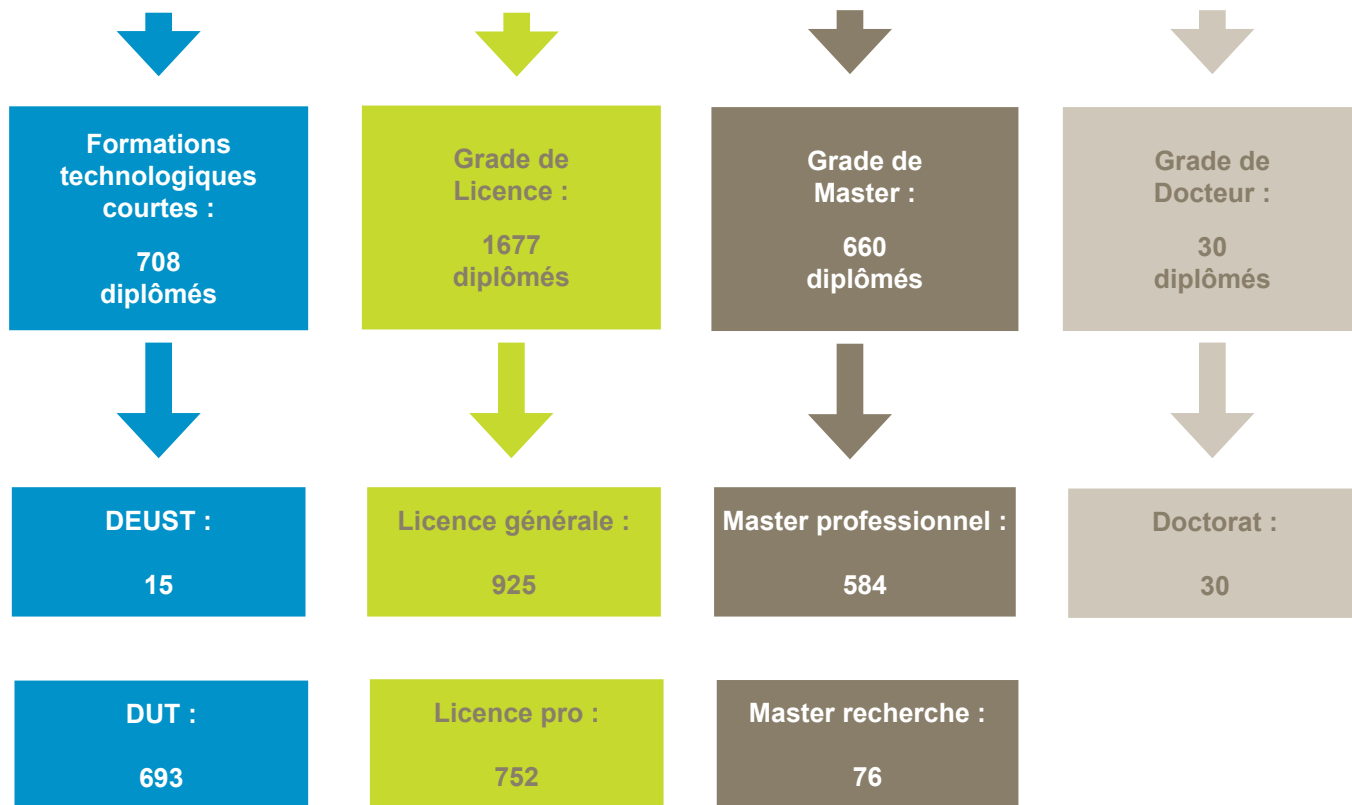 Formations
technologiques
courtes :
708
diplômés
Grade de
Licence :
1677
diplômés
Grade de
Master :
660
diplômés
Grade de
Docteur :
30
diplômés
DEUST :
15
Licence générale :
925
Master professionnel :
584
Doctorat :
30
DUT :
693
Licence pro :
752
Master recherche :
76